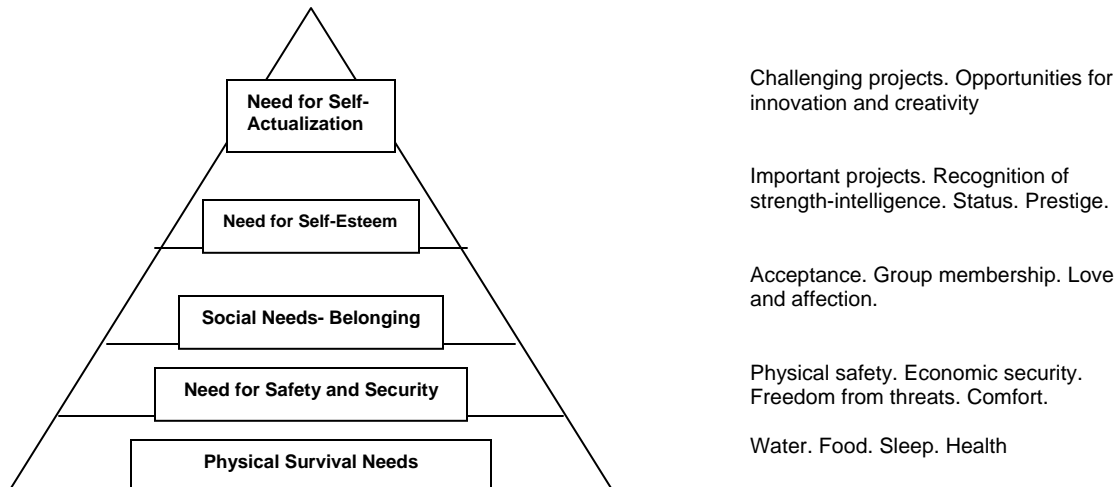 Need for Self-
Actualization
Challenging projects. Opportunities for
innovation and creativity
Need for Self-Esteem
Important projects. Recognition of
strength-intelligence. Status. Prestige.
Social Needs- Belonging
Acceptance. Group membership. Love
and affection.
Need for Safety and Security
Physical safety. Economic security.
Freedom from threats. Comfort.
Physical Survival Needs
Water. Food. Sleep. Health